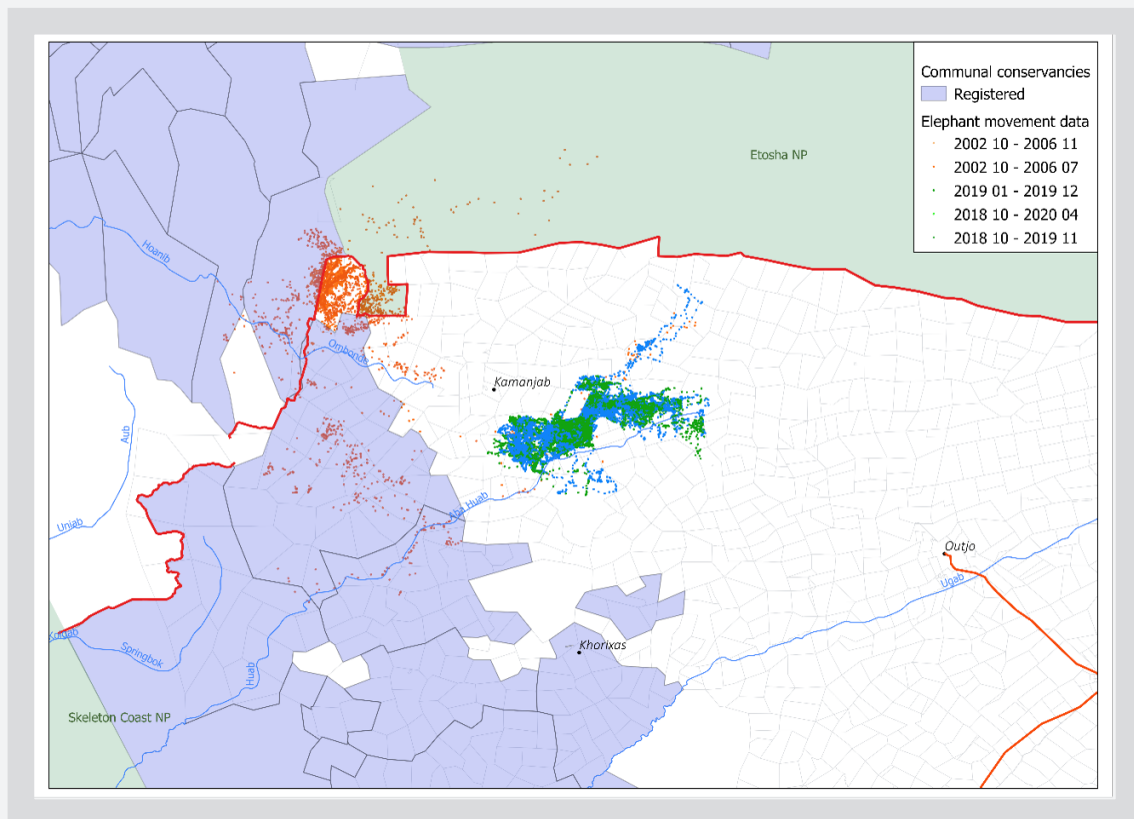 Communal conservancies
Registered
Elephant movement data
2002 10 - 2006 11
2002 10 - 2006 07
2019 01 - 2019 12
2018 10 - 2020 04
2018 10 - 2019 11
Etosha NP
Hoanib
Ombonde
Kamanjab
Aub
Uniab
Aba Huab
Outjo
Ugab
Springbok
Khorixas
Huab
Skeleton Coast NP